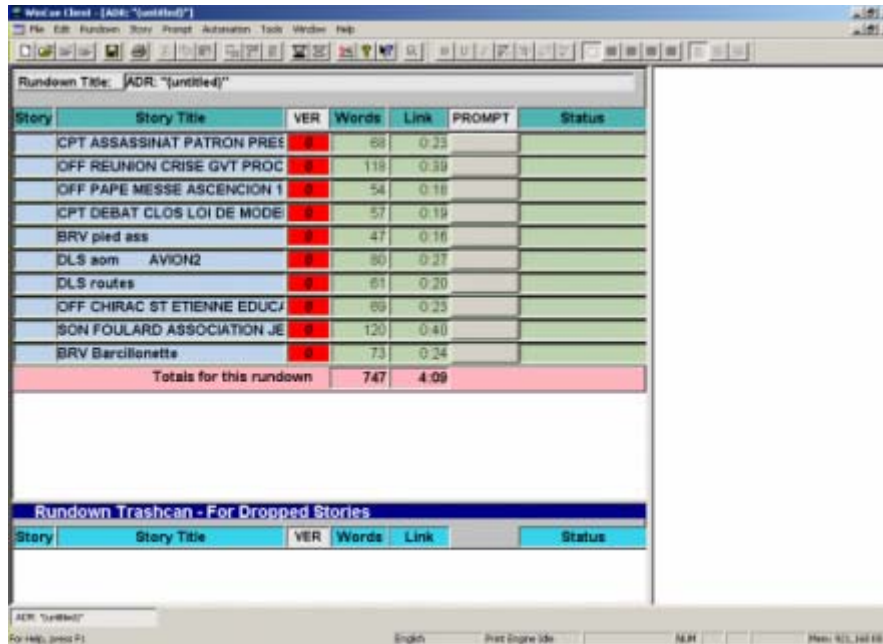 WinCue Client - [ADR: "(untitled)"]
File Edit Rundown Story Prompt Automation Tools Window Help
Rundown Title: ADR: "(untitled)"
Story Story Title VER Words Link PROMPT Status
CPT ASSASSINAT PATRON PRES 0 68 0:23
OFF REUNION CRISE GVT PROC 0 118 0:39
OFF PAPE MESSE ASCENCION 1 0 54 0:18
CPT DEBAT CLOS LOI DE MODE 0 57 0:19
BRV pied ass 0 47 0:16
DLS aom AVION2 0 80 0:27
DLS routes 0 61 0:20
OFF CHIRAC ST ETIENNE EDUCA 0 69 0:23
SON FOULARD ASSOCIATION JE 0 120 0:40
BRV Barcillonette 0 73 0:24
Totals for this rundown 747 4:09
Rundown Trashcan - For Dropped Stories
Story Story Title VER Words Link Status
ADR: "(untitled)"
For Help, press F1 English Print Engine Idle NUM